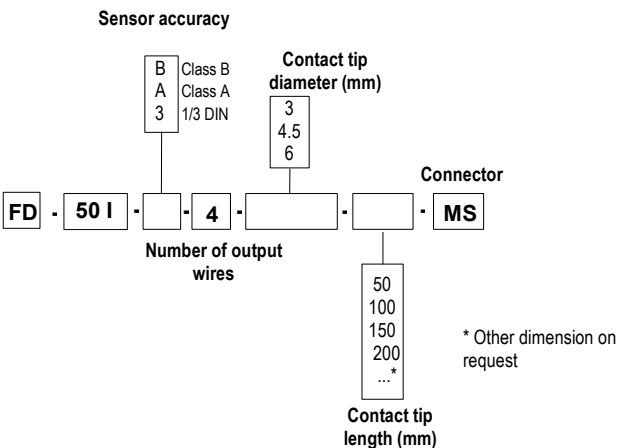 Sensor accuracy
B Class B
A Class A
3 1/3 DIN
Contact tip
diameter (mm)
3
4.5
6
Connector
FD - 50 I - - 4 - - - MS
Number of output
wires
50
100
150
200
...*
* Other dimension on
request
Contact tip
length (mm)